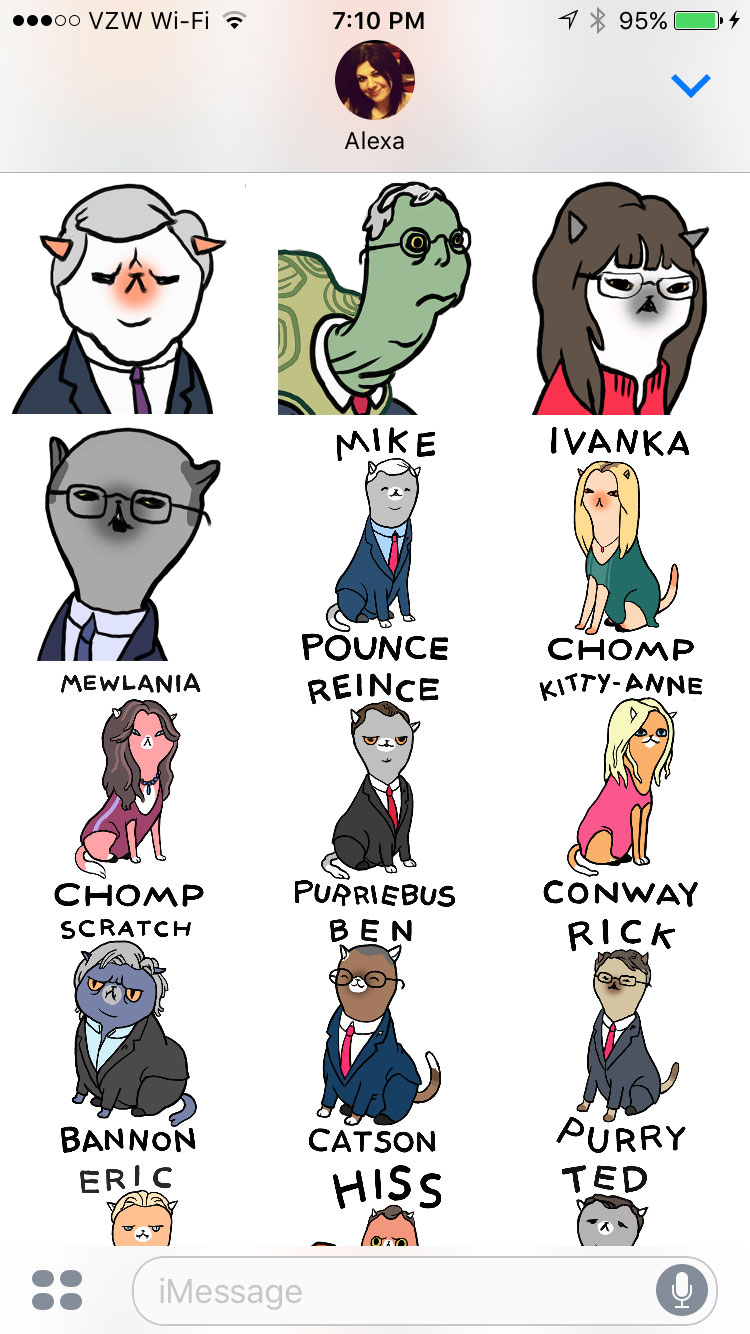 VZW Wi-Fi 7:10 PM 95%
Alexa
MIKE IVANKA
POUNCE CHOMP
MEWLANIA REINCE KITTY-ANNE
CHOMP PURRIEBUS CONWAY
SCRATCH BEN RICK
BANNON CATSON PURRY
ERIC HISS TED
iMessage